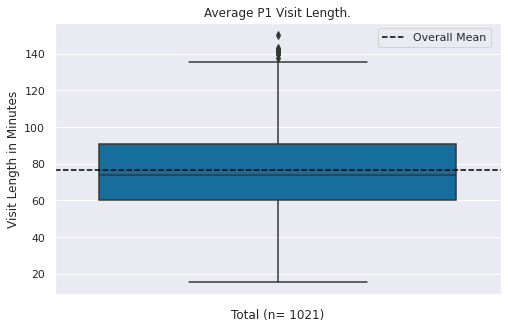 Average P1 Visit Length.
Overall Mean
Visit Length in Minutes
140
120
100
80
60
40
20
Total (n= 1021)